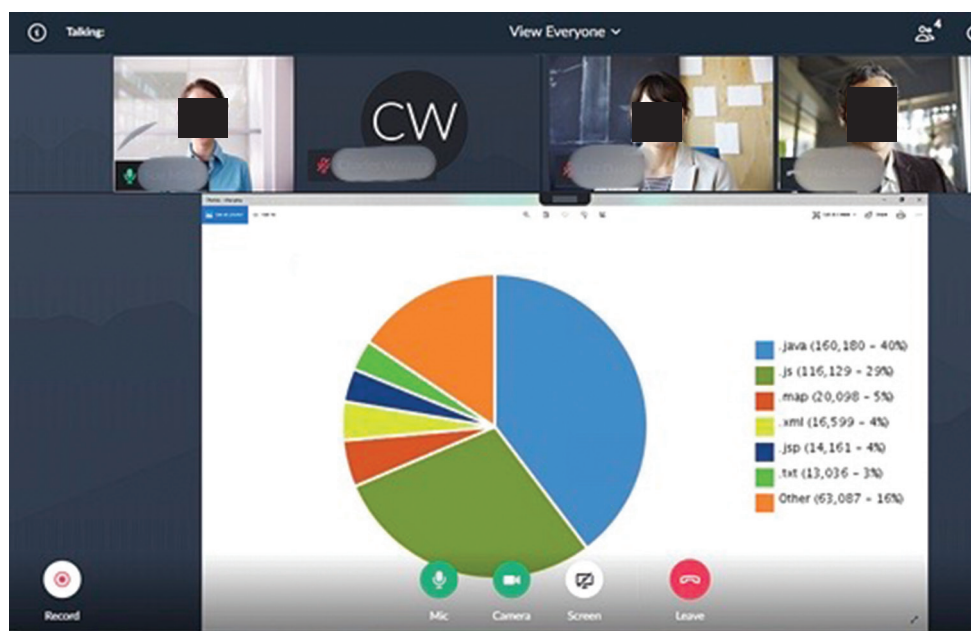 Talking:
View Everyone
4
CW
.java (160,180 - 40%)
.js (116,129 - 29%)
.map (20,098 - 5%)
.xml (16,599 - 4%)
.jsp (14,161 - 4%)
.txt (13,036 - 3%)
Other (63,087 - 16%)
Record
Mic
Camera
Screen
Leave